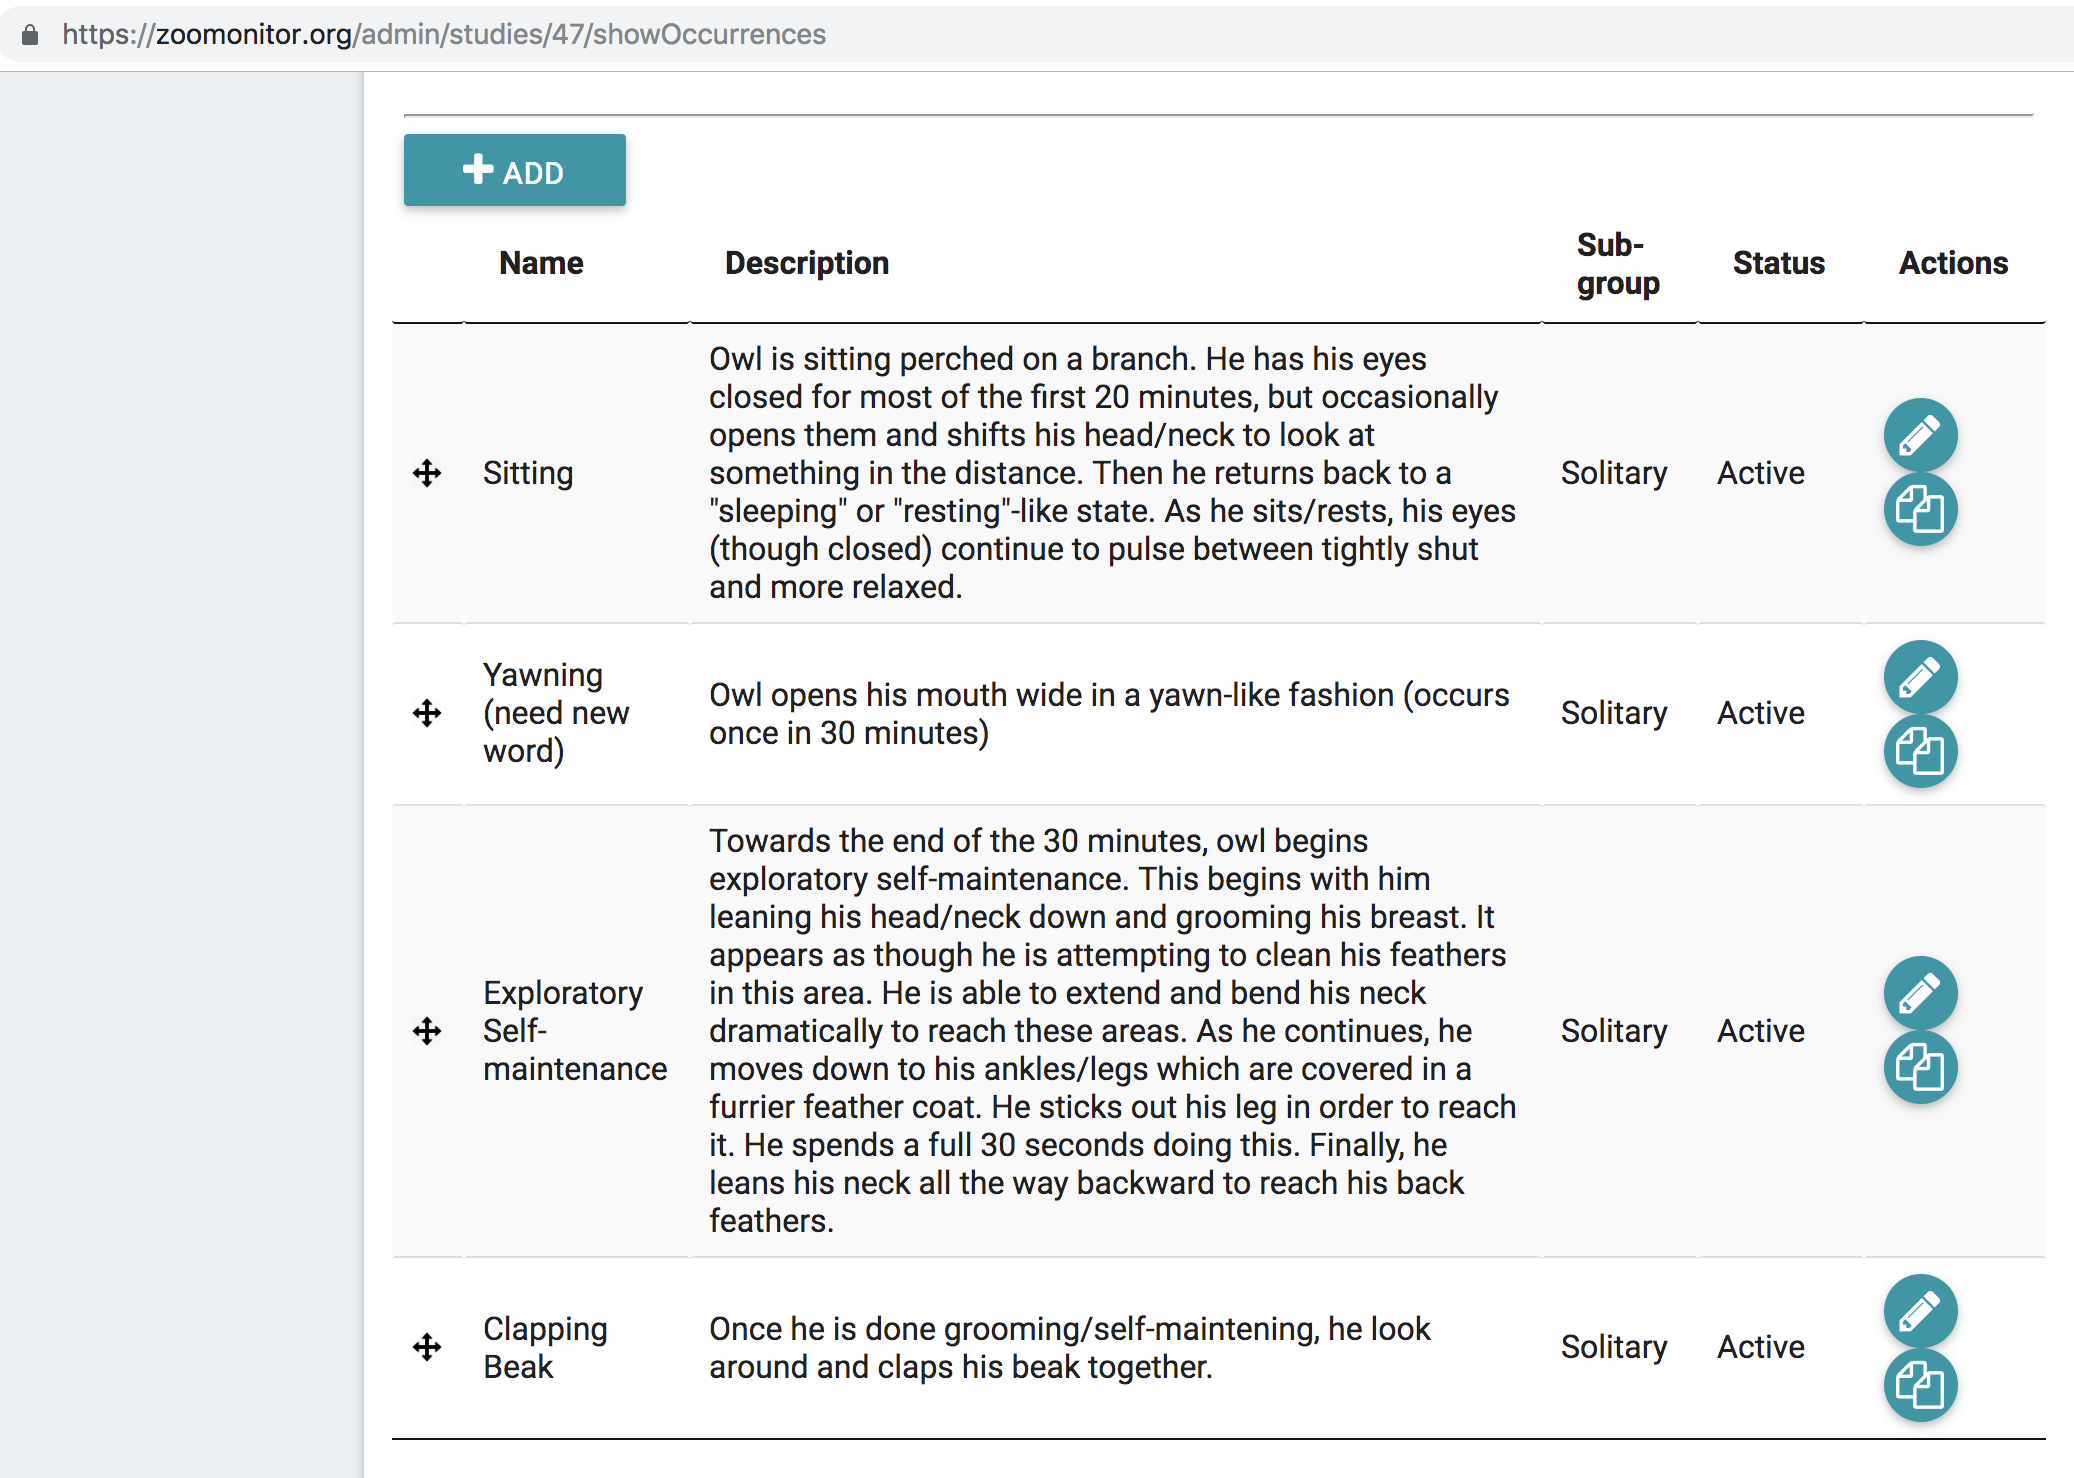 https://zoomonitor.org/admin/studies/47/showOccurrences
ADD
Name Description Sub-group Status Actions
Sitting
Owl is sitting perched on a branch. He has his eyes
closed for most of the first 20 minutes, but occasionally
opens them and shifts his head/neck to look at
something in the distance. Then he returns back to a
"sleeping" or "resting"-like state. As he sits/rests, his eyes
(though closed) continue to pulse between tightly shut
and more relaxed.
Solitary
Active
Yawning
(need new
word)
Owl opens his mouth wide in a yawn-like fashion (occurs
once in 30 minutes)
Solitary
Active
Exploratory
Self-
maintenance
Towards the end of the 30 minutes, owl begins
exploratory self-maintenance. This begins with him
leaning his head/neck down and grooming his breast. It
appears as though he is attempting to clean his feathers
in this area. He is able to extend and bend his neck
dramatically to reach these areas. As he continues, he
moves down to his ankles/legs which are covered in a
furrier feather coat. He sticks out his leg in order to reach
it. He spends a full 30 seconds doing this. Finally, he
leans his neck all the way backward to reach his back
feathers.
Solitary
Active
Clapping
Beak
Once he is done grooming/self-maintening, he look
around and claps his beak together.
Solitary
Active